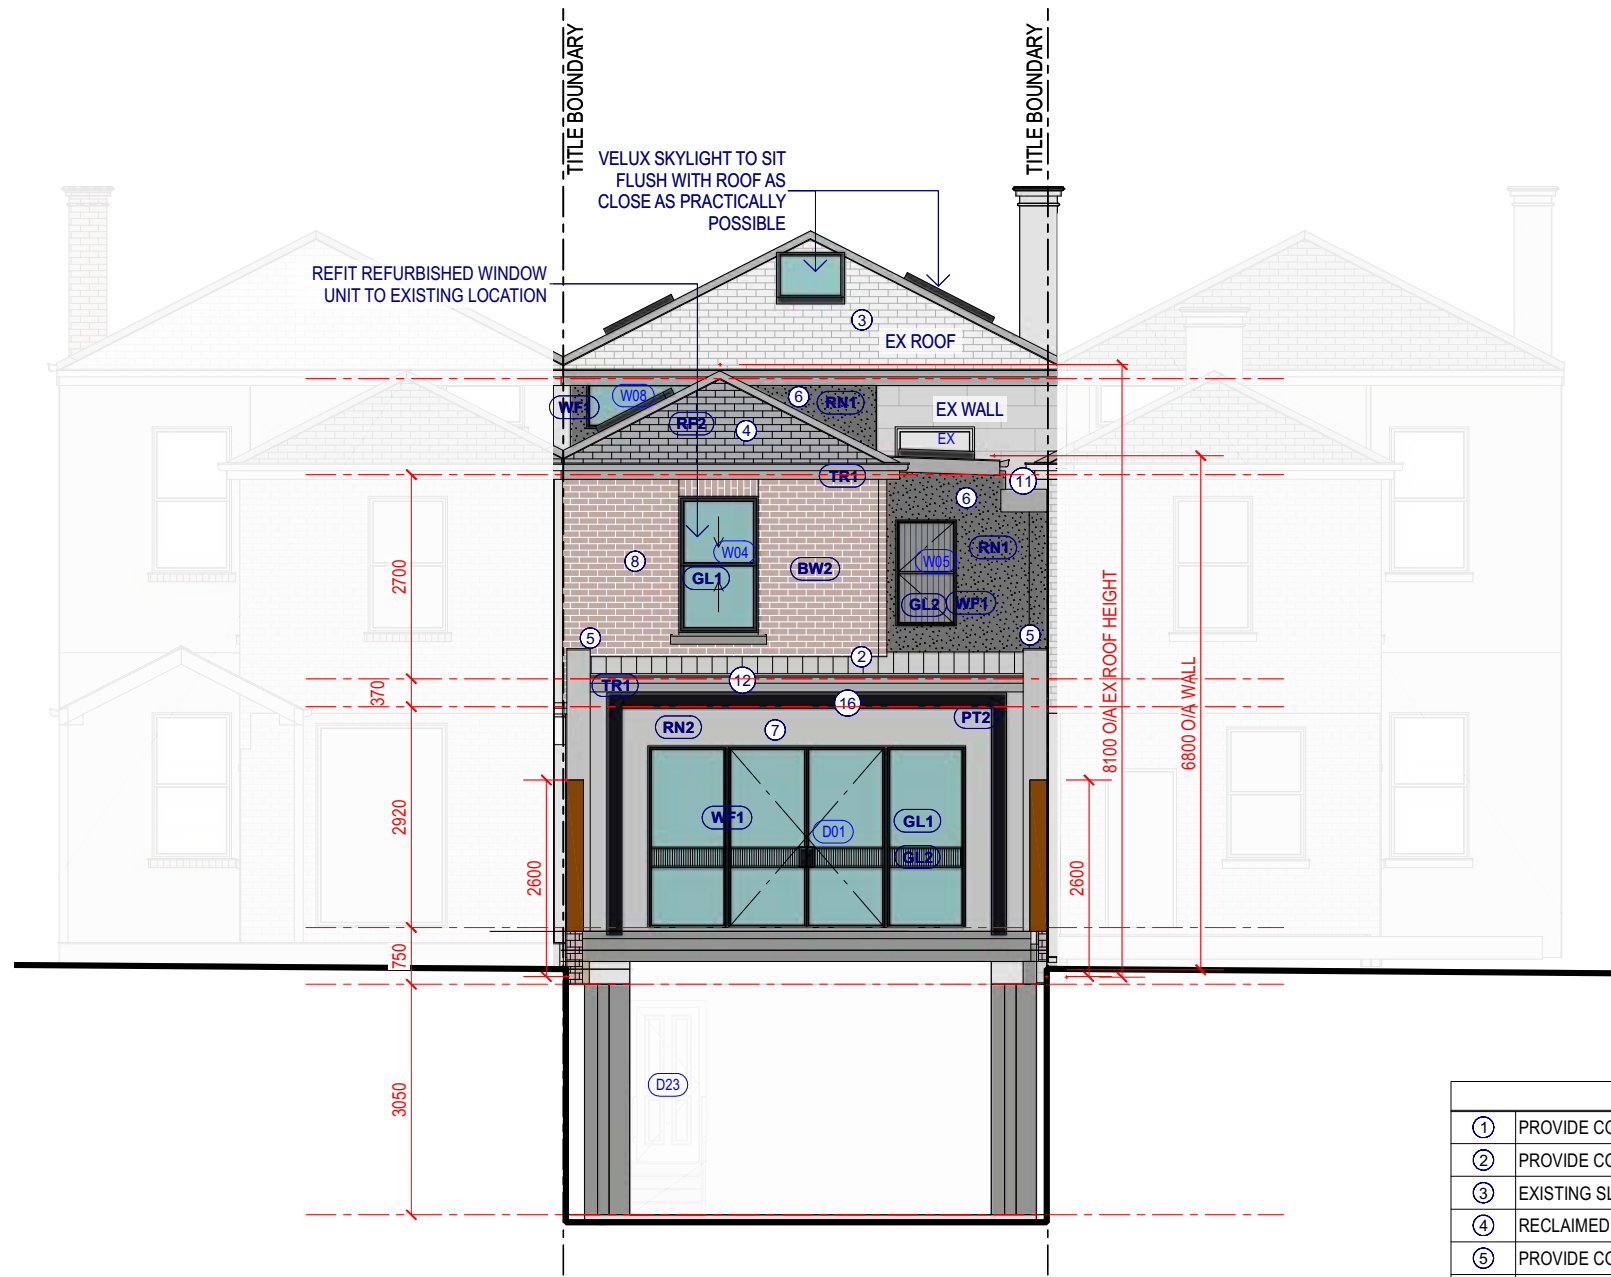 TITLE BOUNDARY
TITLE BOUNDARY
VELUX SKYLIGHT TO SIT
FLUSH WITH ROOF AS
CLOSE AS PRACTICALLY
POSSIBLE
REFIT REFURBISHED WINDOW
UNIT TO EXISTING LOCATION
3
EX ROOF
WF1
W08
6
RN1
EX WALL
RF2
4
EX
TR1
11
6
2700
8
W04
GL1
BW2
RN1
W05
GL2
WF1
5
5
2
370
TR1
12
16
PT2
RN2
7
8100 O/A EX ROOF HEIGHT
6800 O/A WALL
2920
2600
WF1
D01
GL1
GL2
2600
750
3050
D23
1 PROVIDE
2 PROVIDE
3 EXISTING
4 RECLAIMED
5 PROVIDE